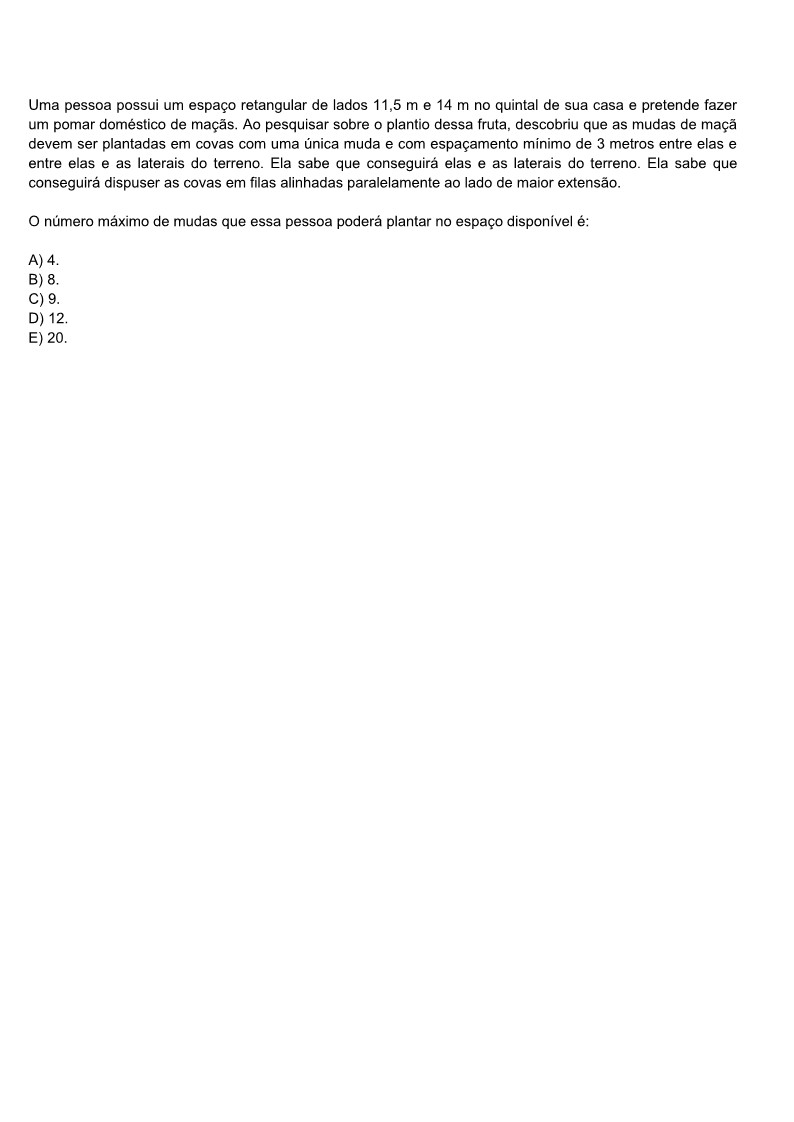 Uma pessoa possui um espaço retangular de lados 11,5 m e 14 m no quintal de sua casa e pretende fazer
um pomar doméstico de maçãs. Ao pesquisar sobre o plantio dessa fruta, descobriu que as mudas de maçã
devem ser plantadas em covas com uma única muda e com espaçamento mínimo de 3 metros entre elas e
entre elas e as laterais do terreno. Ela sabe que conseguirá elas e as laterais do terreno. Ela sabe que
conseguirá dispuser as covas em filas alinhadas paralelamente ao lado de maior extensão.
O número máximo de mudas que essa pessoa poderá plantar no espaço disponível é:
A) 4.
B) 8.
C) 9.
D) 12.
E) 20.